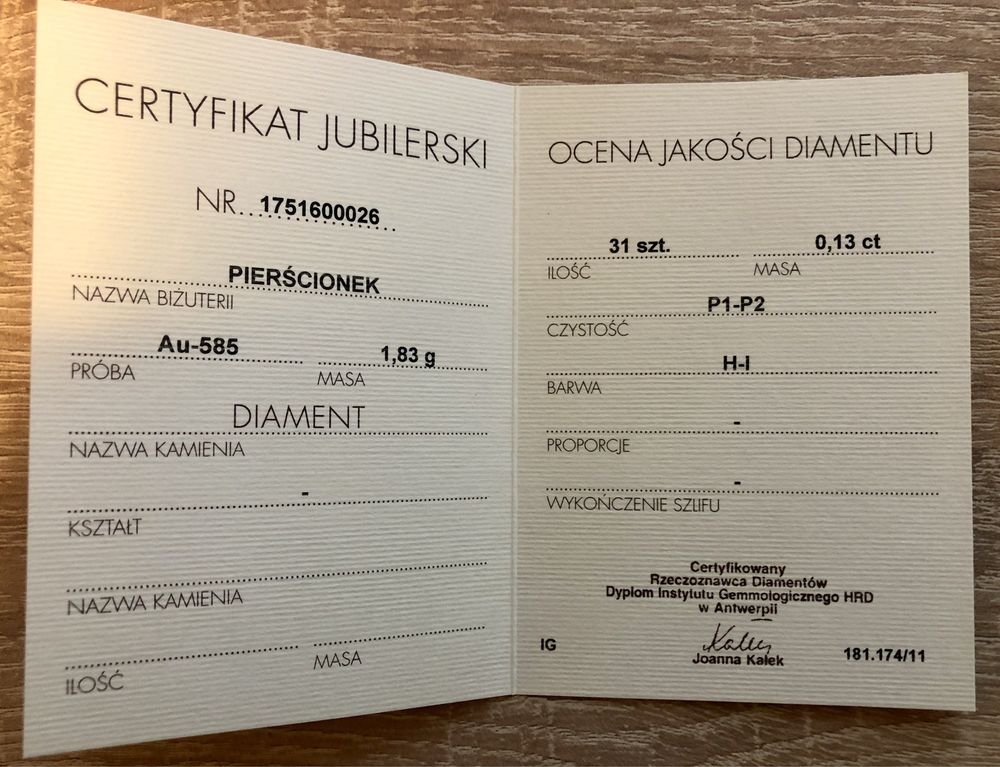 CERTYFIKAT JUBILERSKI
NR...1751600026......
PIERŚCIONEK
NAZWA BIŻUTERII
Au-585 1,83 g
PRÓBA MASA
DIAMENT
NAZWA KAMIENIA
-
KSZTAŁT
NAZWA KAMIENIA
ILOŚĆ MASA
OCENA JAKOŚCI DIAMENTU
31 szt. 0,13 ct
ILOŚĆ MASA
P1-P2
CZYSTOŚĆ
H-I
BARWA
-
PROPORCJE
-
WYKOŃCZENIE SZLIFU
Certyfikowany
Rzeczoznawca Diamentów
Dyplom Instytutu Gemmologicznego HRD
w Antwerpii
IG Joanna Kałek 181.174/11